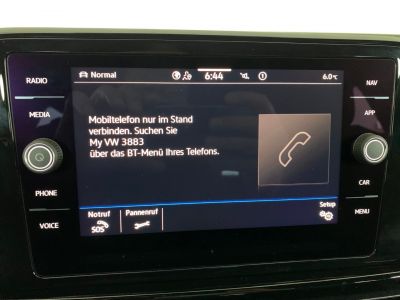 Normal
6:44
6.0℃
RADIO
MEDIA
PHONE
VOICE
Mobiltelefon nur im Stand
verbinden. Suchen Sie
My VW 3883
über das BT-Menü Ihres Telefons.
Notruf
SOS
Pannenruf
Setup
NAV
APP
CAR
MENU